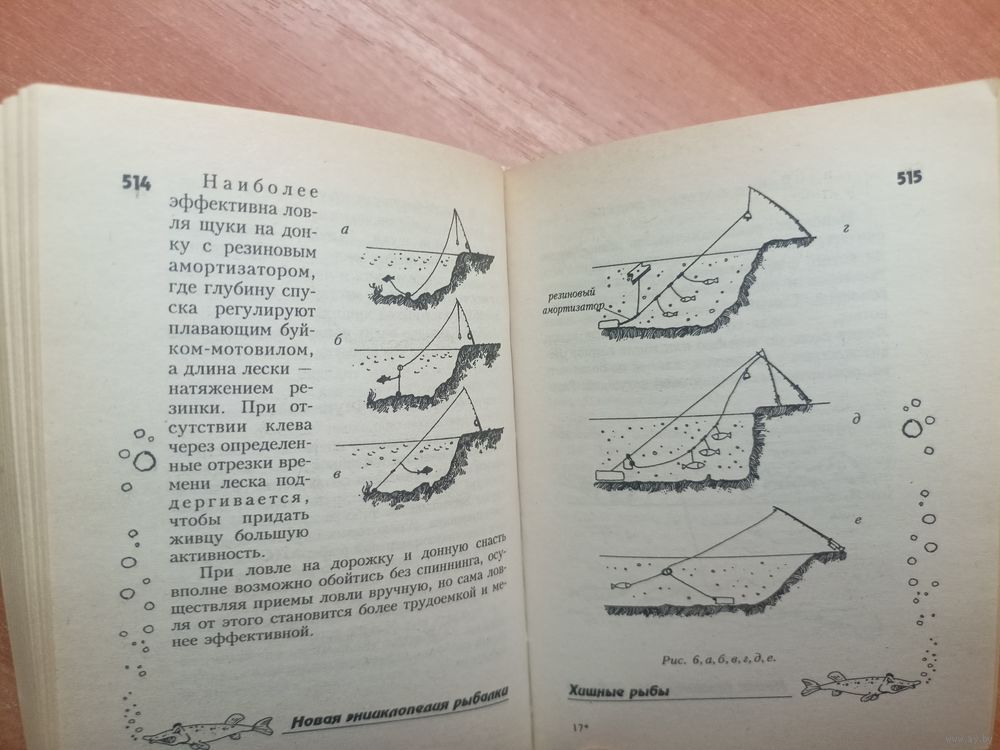 514
Наиболее
эффективна лов-
ля щуки на дон-
ку с резиновым
амортизатором,
где глубину спу-
ска регулируют
плавающим буй-
ком-мотовилом,
а длина лески —
натяжением ре-
зинки. При от-
сутствии клева
через определен-
ные отрезки вре-
мени леска под-
дергивается,
чтобы придать
живцу большую
активность.
При ловле на дорожку и донную снасть
вполне возможно обойтись без спиннинга, осу-
ществляя приемы ловли вручную, но сама лов-
ля от этого становится более трудоемкой и ме-
нее эффективной.
а
б
в
Новая энциклопедия рыбалки
515
г
резиновый
амортизатор
д
е
Рис. 6, а, б, в, г, д, е.
Хищные рыбы
17*
www.ay.by